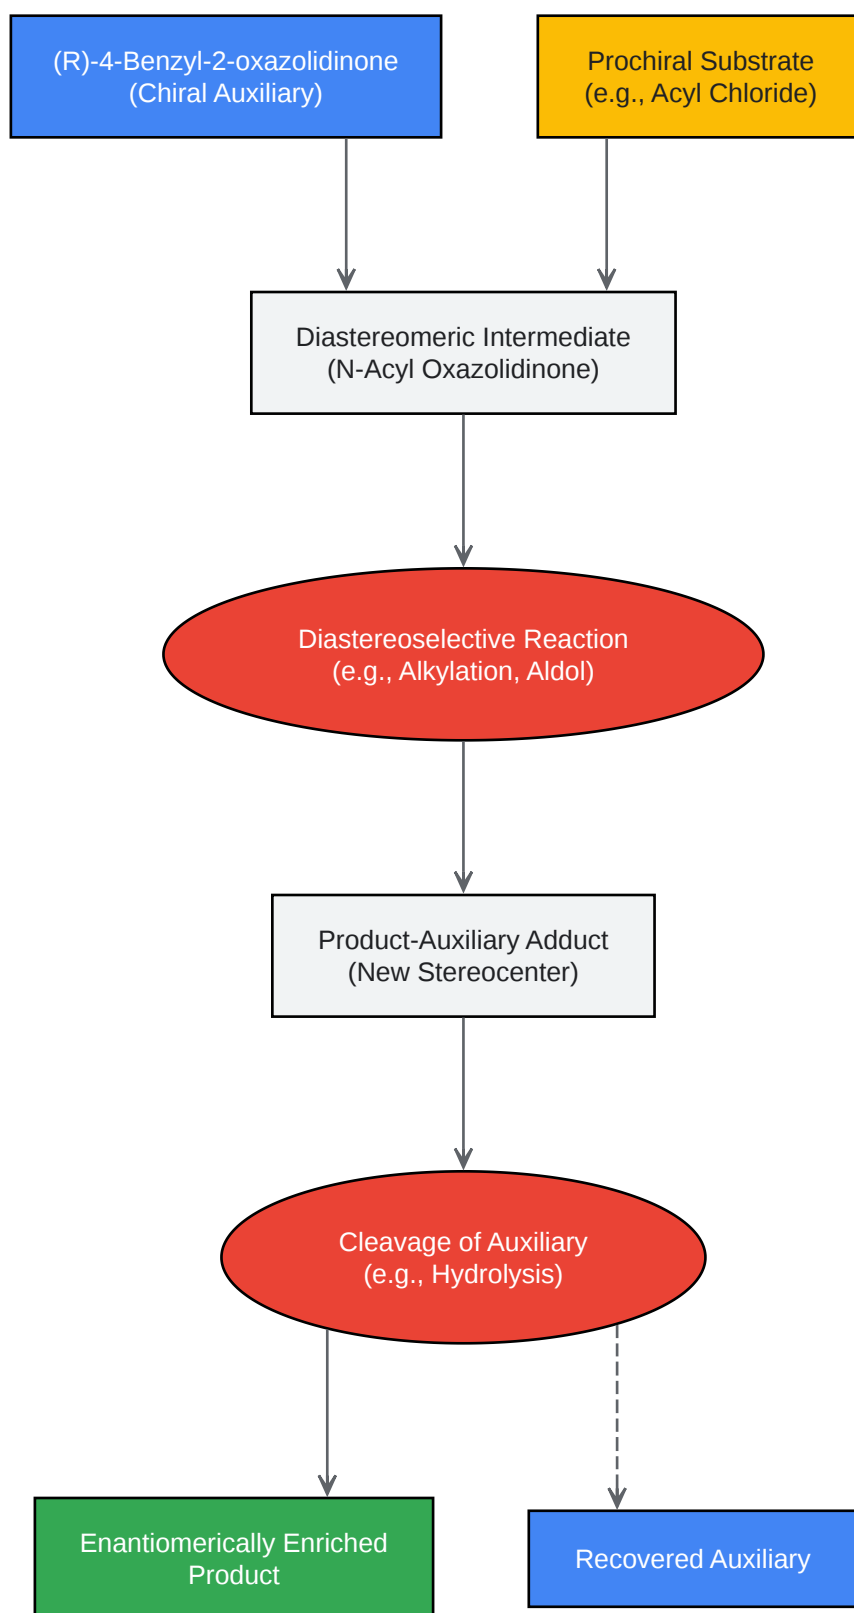 (R)-4-Benzyl-2-oxazolidinone
(Chiral Auxiliary)
Prochiral Substrate
(e.g., Acyl Chloride)
Diastereomeric Intermediate
(N-Acyl Oxazolidinone)
Diastereoselective Reaction
(e.g., Alkylation, Aldol)
Product-Auxiliary Adduct
(New Stereocenter)
Cleavage of Auxiliary
(e.g., Hydrolysis)
Enantiomerically Enriched
Product
Recovered Auxiliary